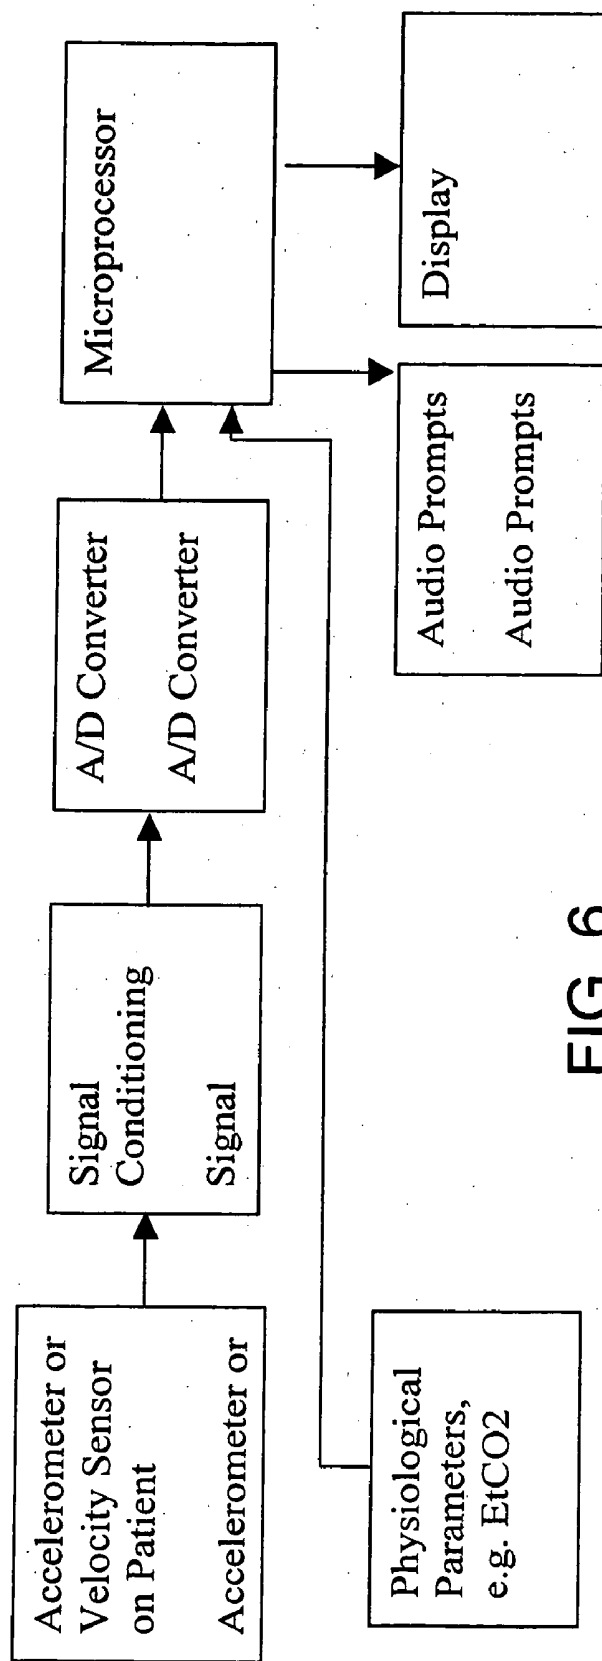 Accelerometer or
Velocity Sensor
on Patient
Accelerometer or
Signal
Conditioning
Signal
A/D Converter
A/D Converter
Microprocessor
Physiological
Parameters,
e.g. EtCO2
Audio Prompts
Audio Prompts
Display
FIG. 6